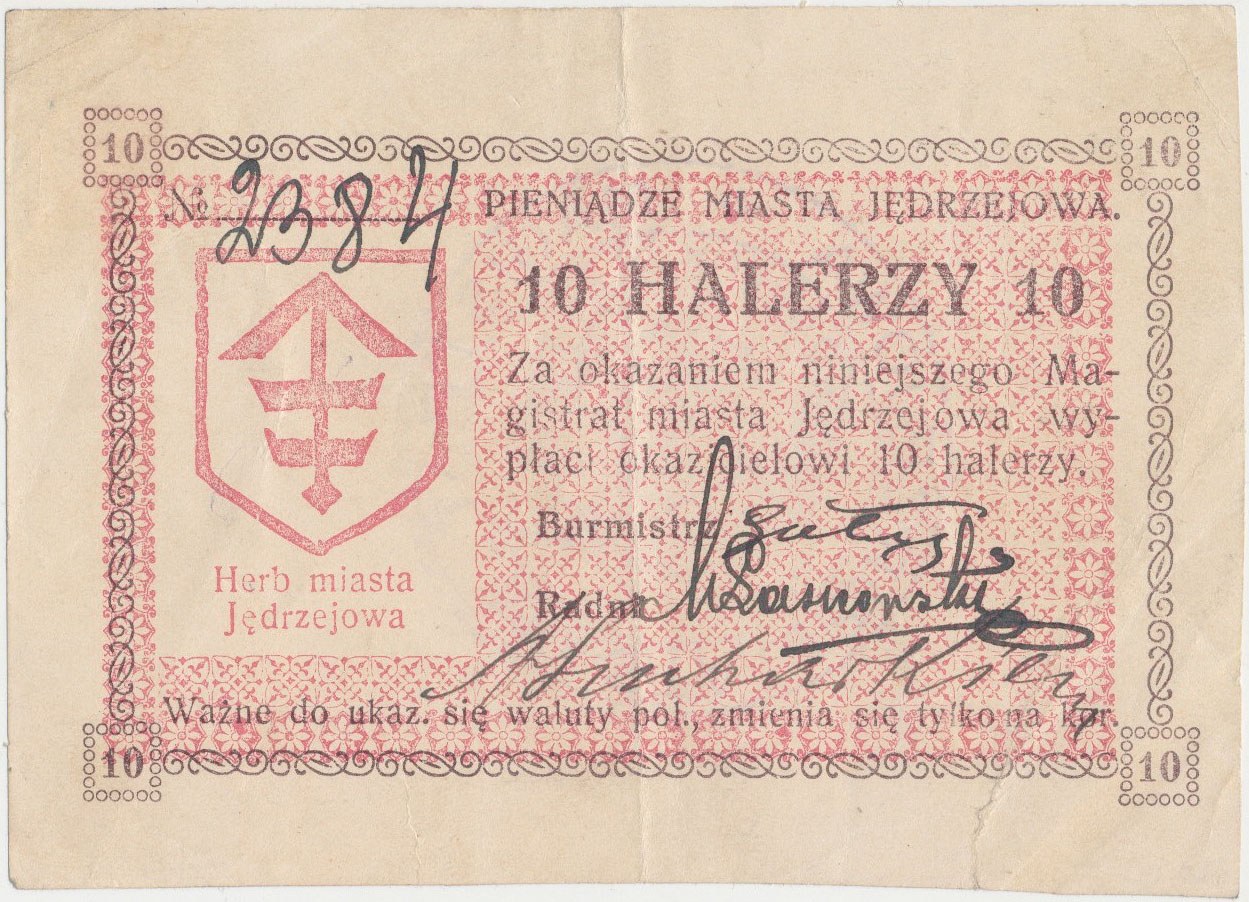 10
10
№ 2384
PIENIĄDZE MIASTA JĘDRZEJOWA.
10 HALERZY 10
Za okazaniem niniejszego Ma-
gistrat miasta Jędrzejowa wy-
płaci okazicielowi 10 halerzy.
Burmistrz
Radni
Herb miasta
Jędrzejowa
Ważne do ukaz. się waluty pol., zmienia się tylko na kor.
10
10